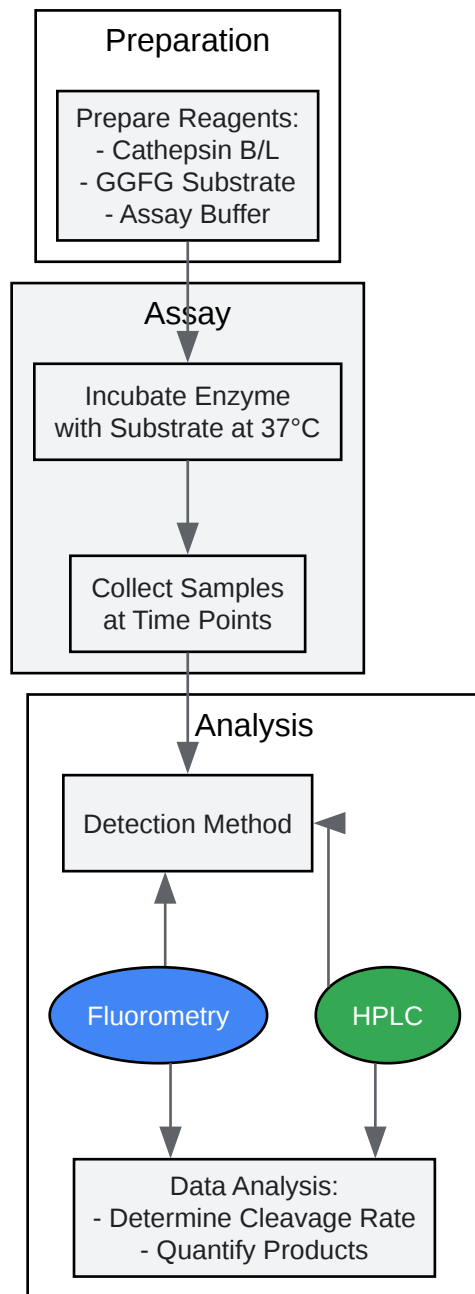 Preparation
Prepare Reagents:
- Cathepsin B/L
- GGFG Substrate
- Assay Buffer
Assay
Incubate Enzyme
with Substrate at 37°C
Collect Samples
at Time Points
Analysis
Detection Method
Fluorometry
HPLC
Data Analysis:
- Determine Cleavage Rate
- Quantify Products